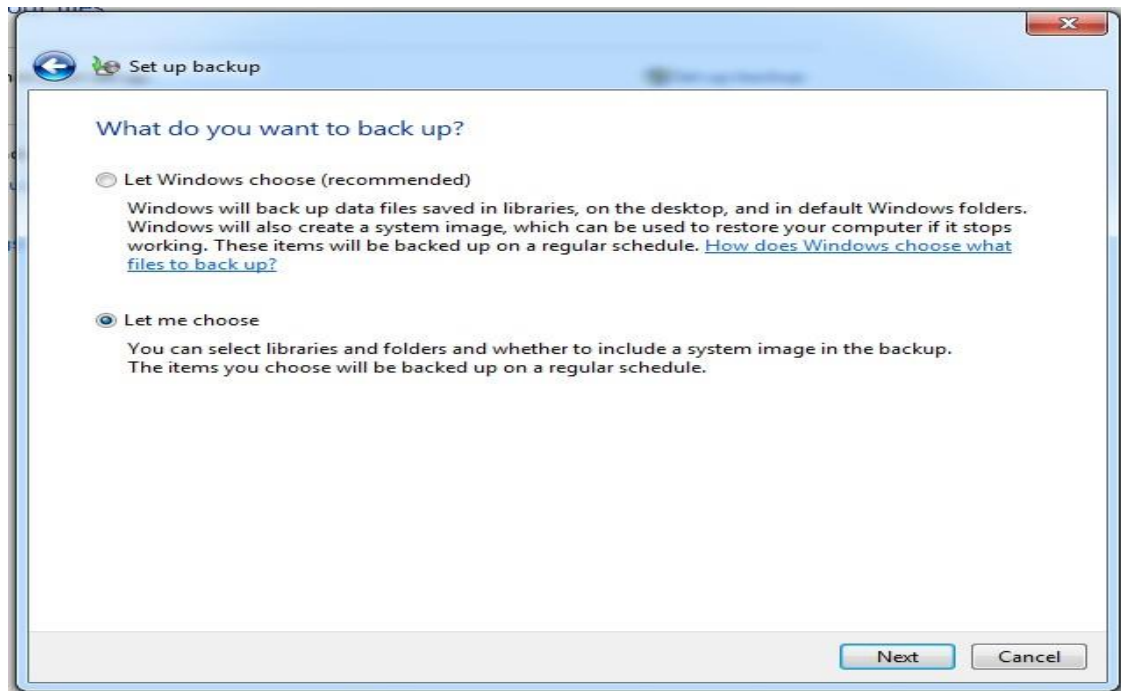 Set up backup
What do you want to back up?
Let Windows choose (recommended)
Windows will back up data files saved in libraries, on the desktop, and in default Windows folders.
Windows will also create a system image, which can be used to restore your computer if it stops
working. These items will be backed up on a regular schedule. How does Windows choose what
files to back up?
Let me choose
You can select libraries and folders and whether to include a system image in the backup.
The items you choose will be backed up on a regular schedule.
Next Cancel